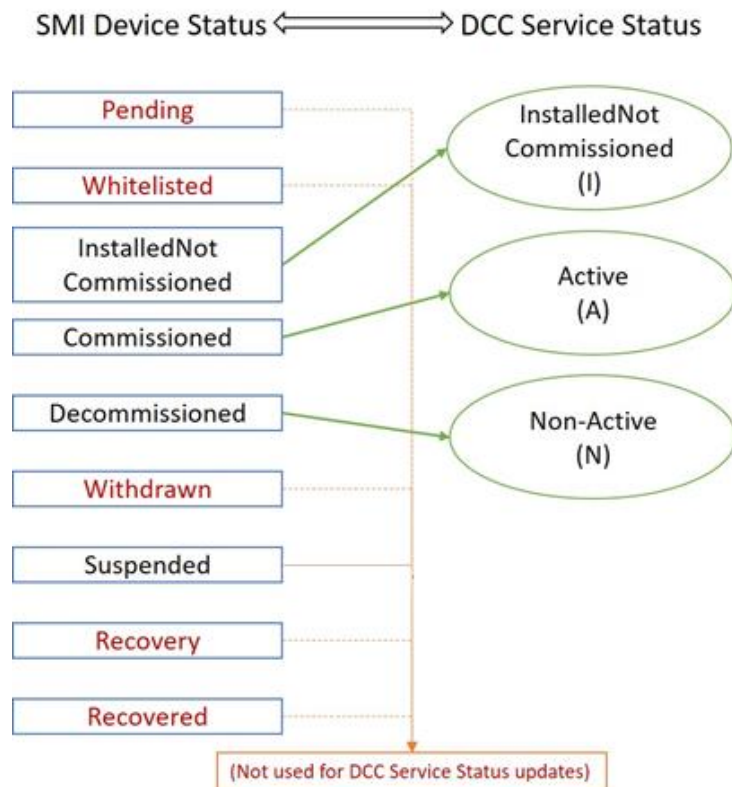 SMI Device Status
DCC Service Status
Pending
Whitelisted
InstalledNot
Commissioned
Commissioned
Decommissioned
Withdrawn
Suspended
Recovery
Recovered
InstalledNot
Commissioned
(I)
Active
(A)
Non-Active
(N)
(Not used for DCC Service Status updates)